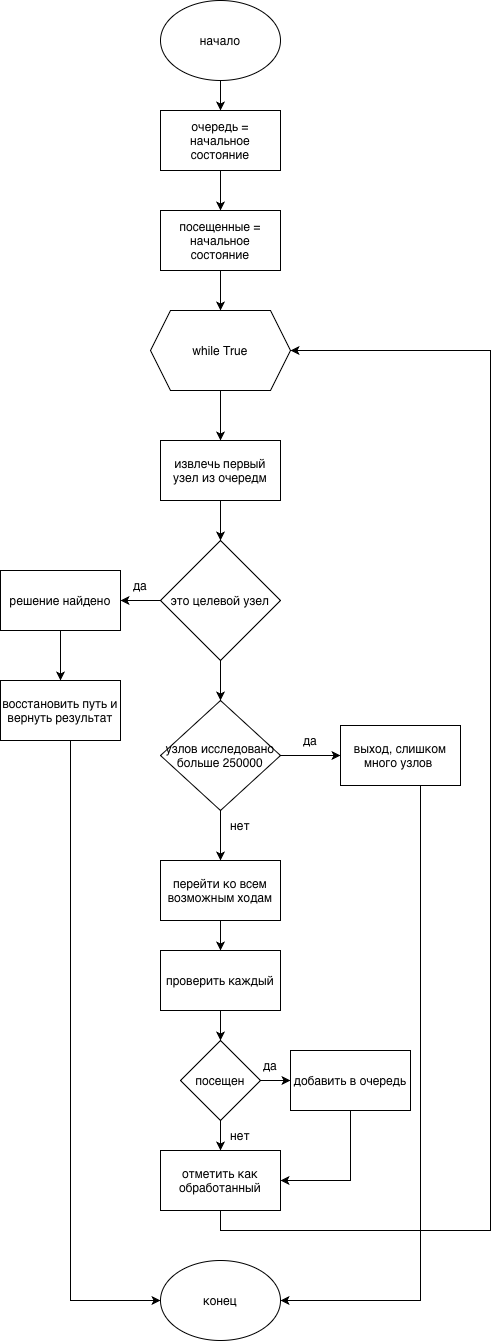 начало
очередь =
начальное
состояние
посещенные =
начальное
состояние
while True
извлечь первый
узел из очередм
это целевой узел
да
решение найдено
восстановить путь и
вернуть результат
узлов исследовано
больше 250000
да
выход, слишком
много узлов
нет
перейти ко всем
возможным ходам
проверить каждый
посещен
да
добавить в очередь
нет
отметить как
обработанный
конец